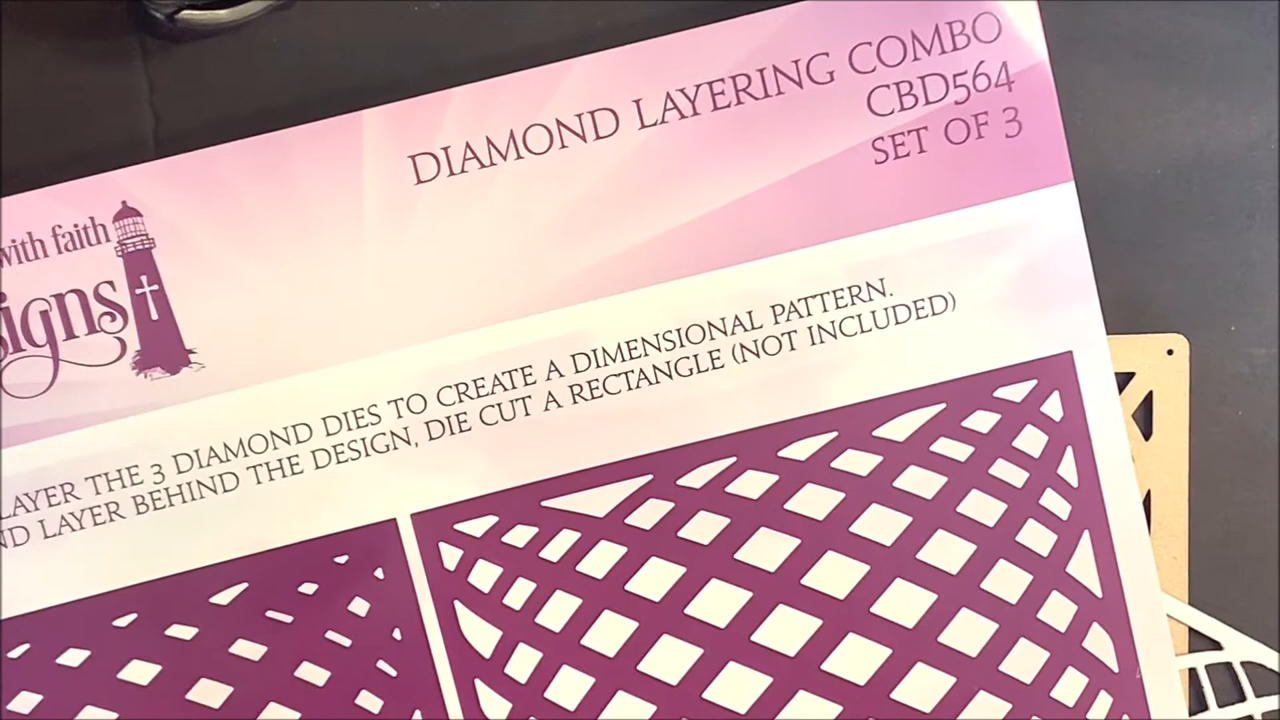 DIAMOND LAYERING COMBO
CBD564
SET OF 3
with faith
signs
LAYER THE 3 DIAMOND DIES TO CREATE A DIMENSIONAL PATTERN.
LAYER BEHIND THE DESIGN, DIE CUT A RECTANGLE (NOT INCLUDED)